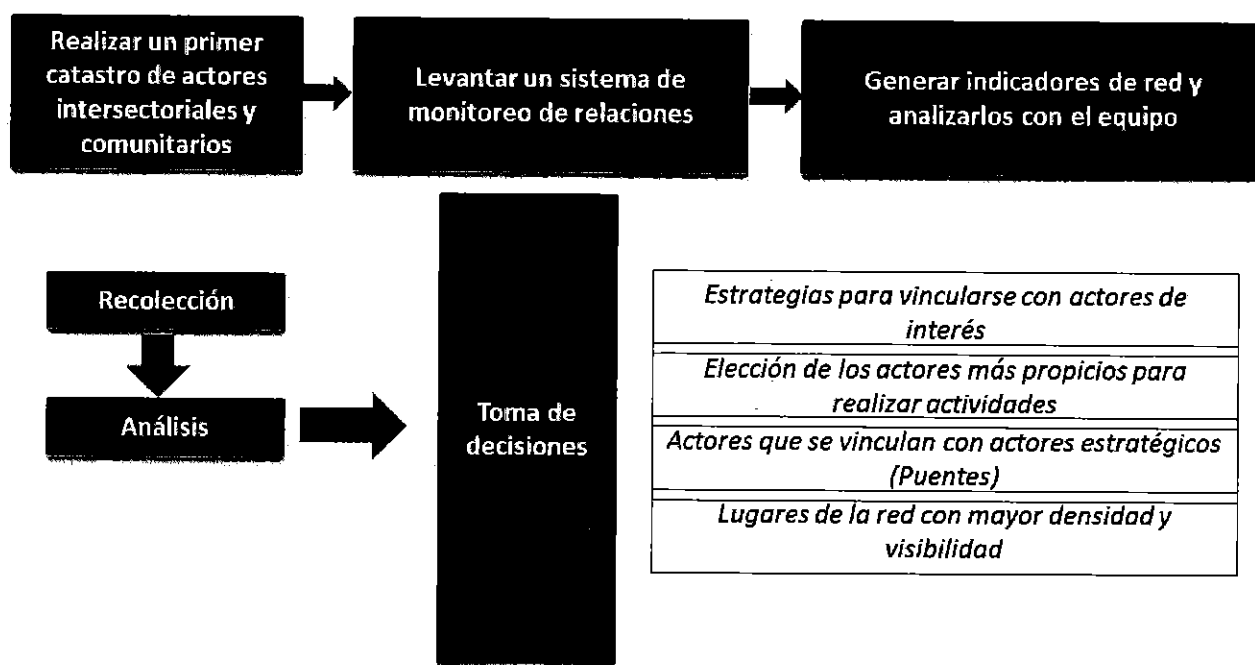 Realizar un primer
catastro de actores
intersectoriales y
comunitarios
Levantar un sistema de
monitoreo de relaciones
Generar indicadores de red y
analizarlos con el equipo
Recolección
Análisis
Toma de
decisiones
Estrategias para vincularse con actores de
interés
Elección de los actores más propicios para
realizar actividades
Actores que se vinculan con actores estratégicos
(Puentes)
Lugares de la red con mayor densidad y
visibilidad